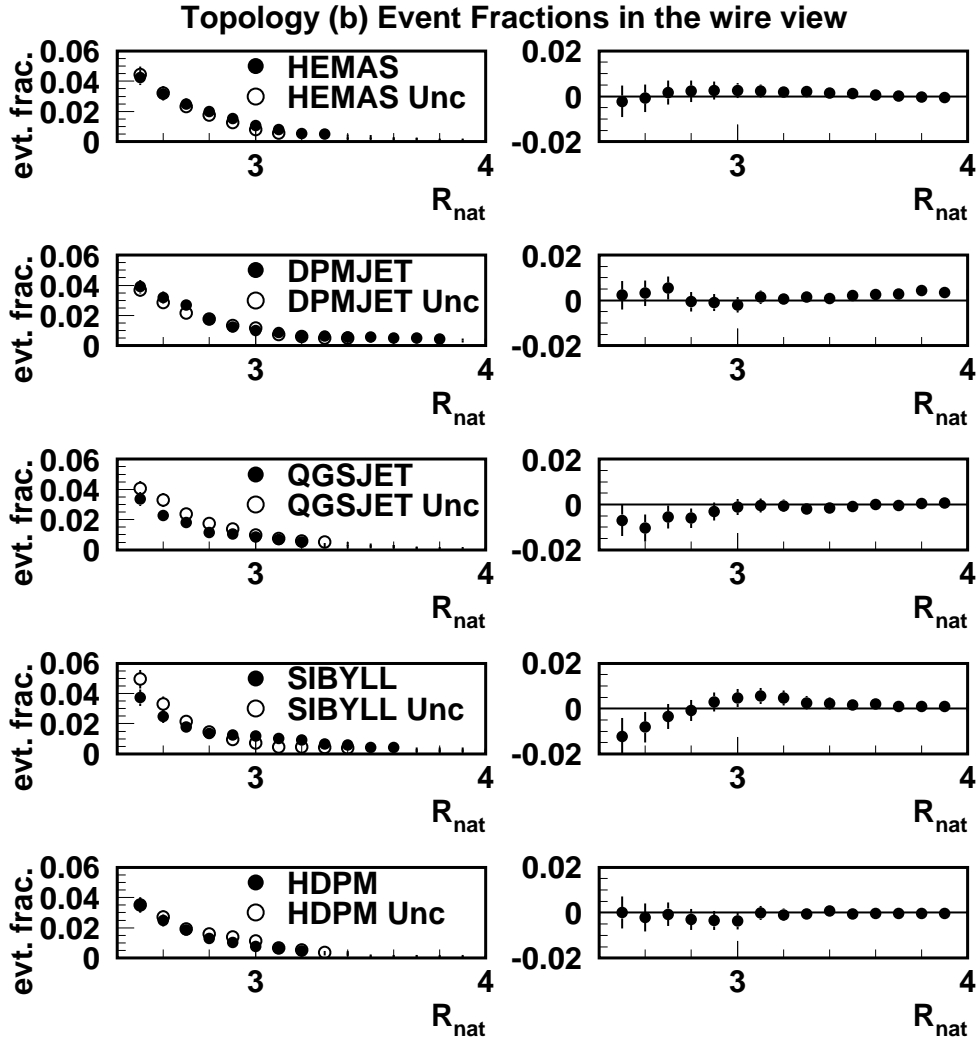 Topology (b) Event Fractions in the wire view
evt. frac.
0.06
0.04
0.02
0
HEMAS
HEMAS Unc
3
4
R_nat
0.02
0
-0.02
3
4
R_nat
evt. frac.
0.06
0.04
0.02
0
DPMJET
DPMJET Unc
3
4
R_nat
0.02
0
-0.02
3
4
R_nat
evt. frac.
0.06
0.04
0.02
0
QGSJET
QGSJET Unc
3
4
R_nat
0.02
0
-0.02
3
4
R_nat
evt. frac.
0.06
0.04
0.02
0
SIBYLL
SIBYLL Unc
3
4
R_nat
0.02
0
-0.02
3
4
R_nat
evt. frac.
0.06
0.04
0.02
0
HDPM
HDPM Unc
3
4
R_nat
0.02
0
-0.02
3
4
R_nat